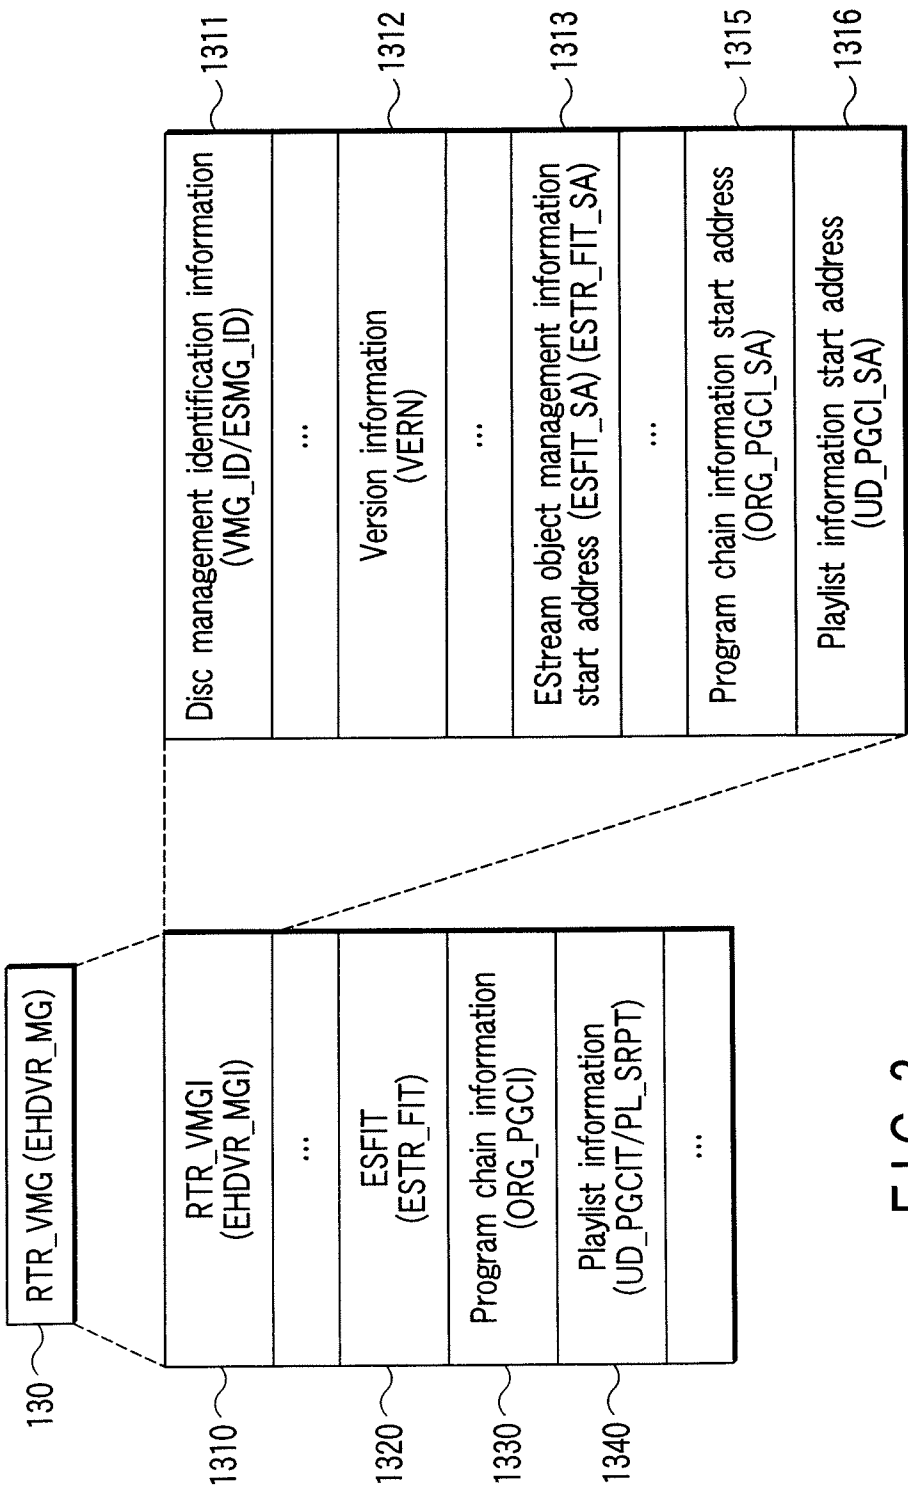 130
RTR_VMG (EHDVR_MG)
1310
RTR_VMGI
(EHDVR_MGI)
...
1320
ESFIT
(ESTR_FIT)
1330
Program chain information
(ORG_PGCI)
1340
Playlist information
(UD_PGCIT/PL_SRPT)
...
Disc management identification information
(VMG_ID/ESMG_ID)
1311
...
Version information
(VERN)
1312
...
EStream object management information
start address (ESFIT_SA) (ESTR_FIT_SA)
1313
...
Program chain information start address
(ORG_PGCI_SA)
1315
Playlist information start address
(UD_PGCI_SA)
1316